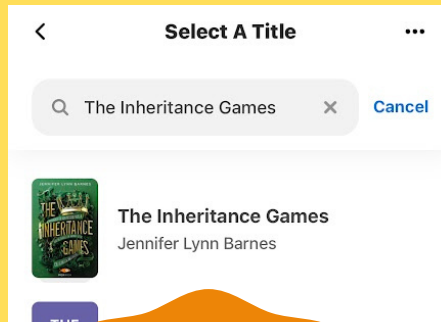 Select A Title
The Inheritance Games
Cancel
JENNIFER LYNN BARNES
THE
INHERITANCE
GAMES
The Inheritance Games
Jennifer Lynn Barnes
THE